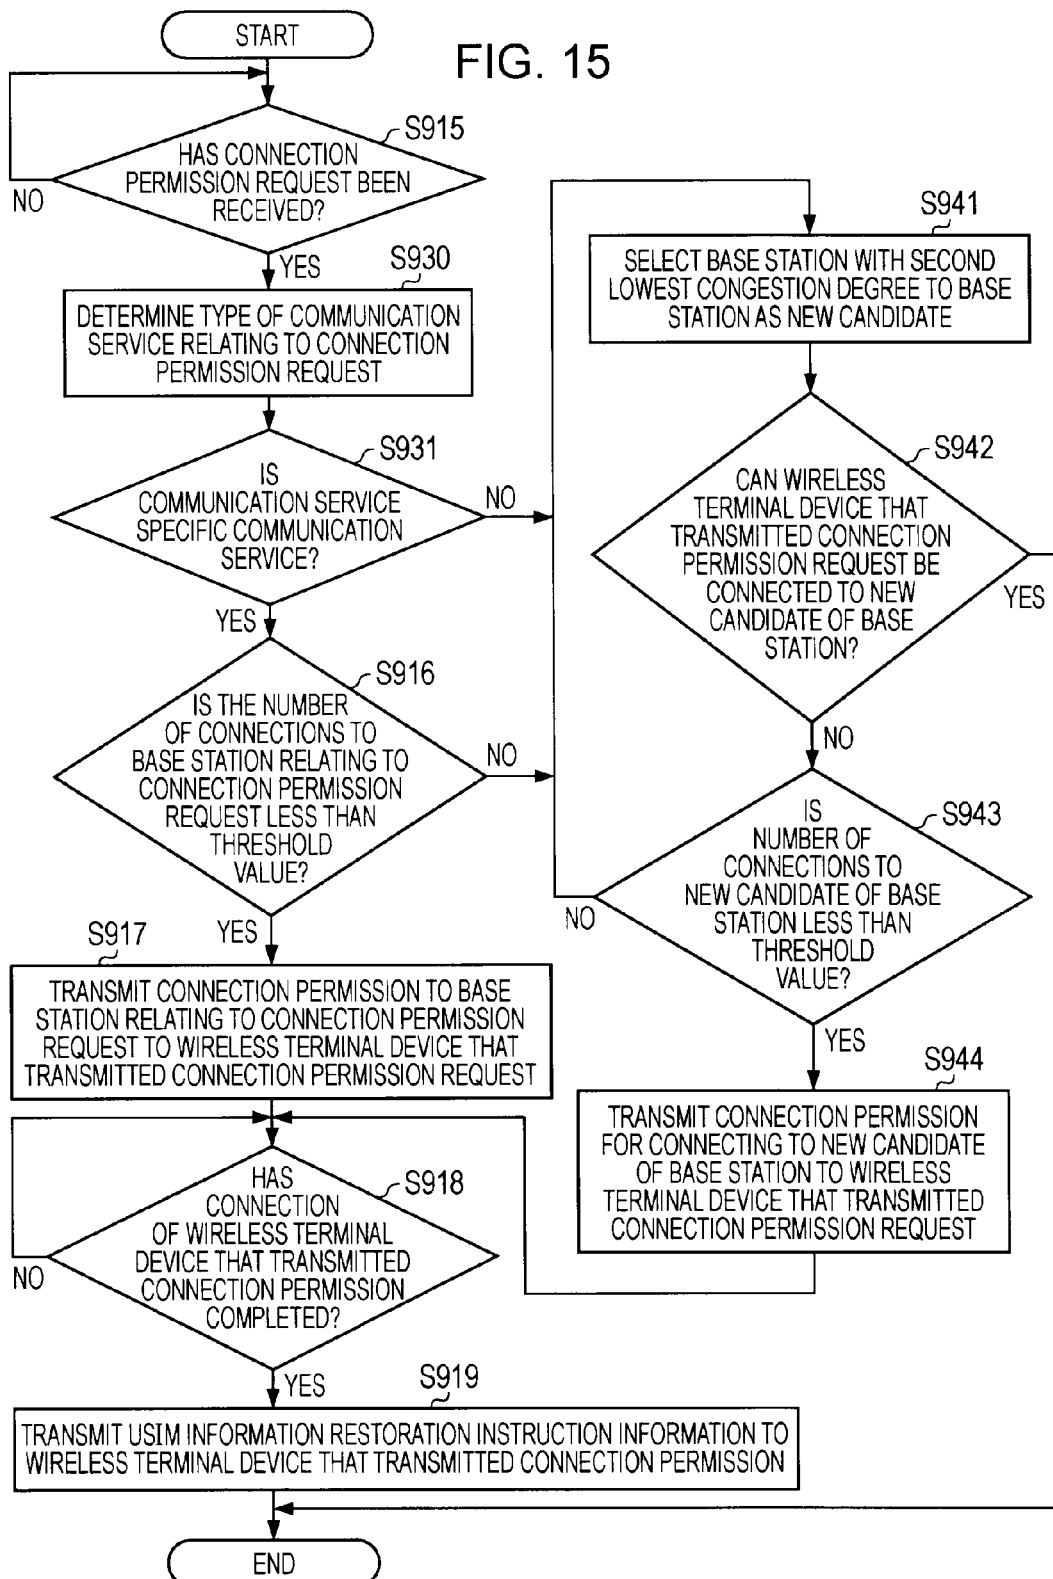 START
FIG. 15
S915
HAS CONNECTION
PERMISSION REQUEST BEEN
RECEIVED?
NO
YES
S930
DETERMINE TYPE OF COMMUNICATION
SERVICE RELATING TO CONNECTION
PERMISSION REQUEST
S931
IS
COMMUNICATION SERVICE
SPECIFIC COMMUNICATION
SERVICE?
NO
YES
S916
IS THE NUMBER
OF CONNECTIONS TO
BASE STATION RELATING TO
CONNECTION PERMISSION
REQUEST LESS THAN
THRESHOLD
VALUE?
NO
YES
S917
TRANSMIT CONNECTION PERMISSION TO BASE
STATION RELATING TO CONNECTION PERMISSION
REQUEST TO WIRELESS TERMINAL DEVICE THAT
TRANSMITTED CONNECTION PERMISSION REQUEST
S918
HAS
CONNECTION
OF WIRELESS TERMINAL
DEVICE THAT TRANSMITTED
CONNECTION PERMISSION
COMPLETED?
NO
YES
S919
TRANSMIT USIM INFORMATION RESTORATION INSTRUCTION INFORMATION TO
WIRELESS TERMINAL DEVICE THAT TRANSMITTED CONNECTION PERMISSION
END
S941
SELECT BASE STATION WITH SECOND
LOWEST CONGESTION DEGREE TO BASE
STATION AS NEW CANDIDATE
S942
CAN WIRELESS
TERMINAL DEVICE THAT
TRANSMITTED CONNECTION
PERMISSION REQUEST BE
CONNECTED TO NEW
CANDIDATE OF BASE
STATION?
YES
NO
S943
IS
NUMBER OF
CONNECTIONS TO
NEW CANDIDATE OF BASE
STATION LESS THAN
THRESHOLD
VALUE?
NO
YES
S944
TRANSMIT CONNECTION PERMISSION
FOR CONNECTING TO NEW CANDIDATE
OF BASE STATION TO WIRELESS
TERMINAL DEVICE THAT TRANSMITTED
CONNECTION PERMISSION REQUEST